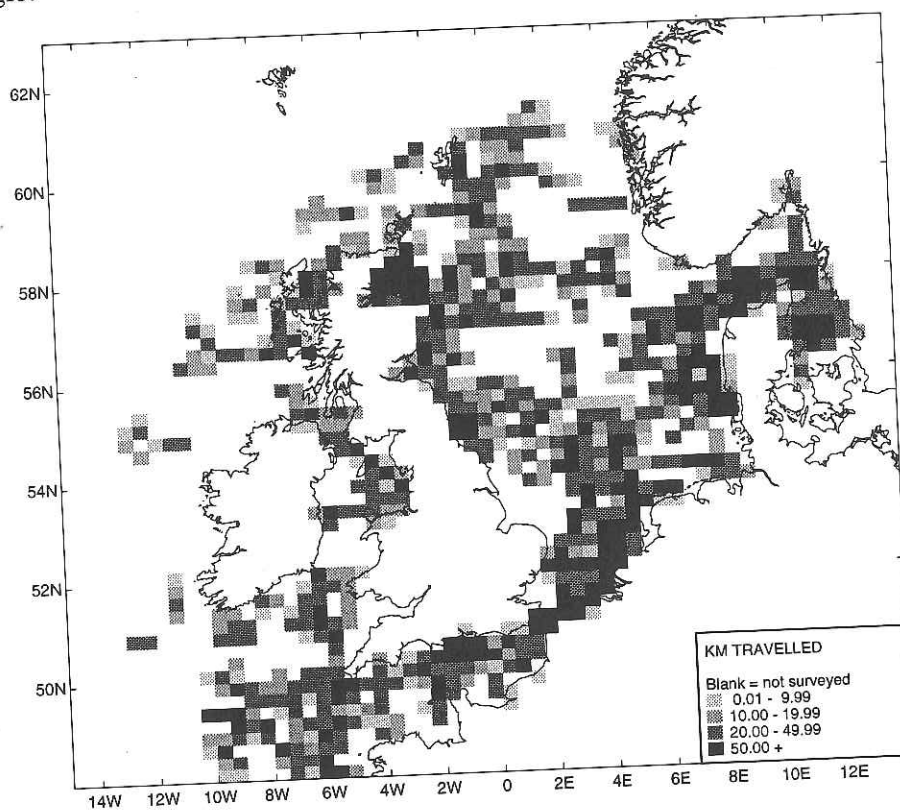 62N
60N
58N
56N
54N
52N
50N
KM TRAVELLED
Blank = not surveyed
0.01 - 9.99
10.00 - 19.99
20.00 - 49.99
50.00 +
14W 12W 10W 8W 6W 4W 2W 0 2E 4E 6E 8E 10E 12E